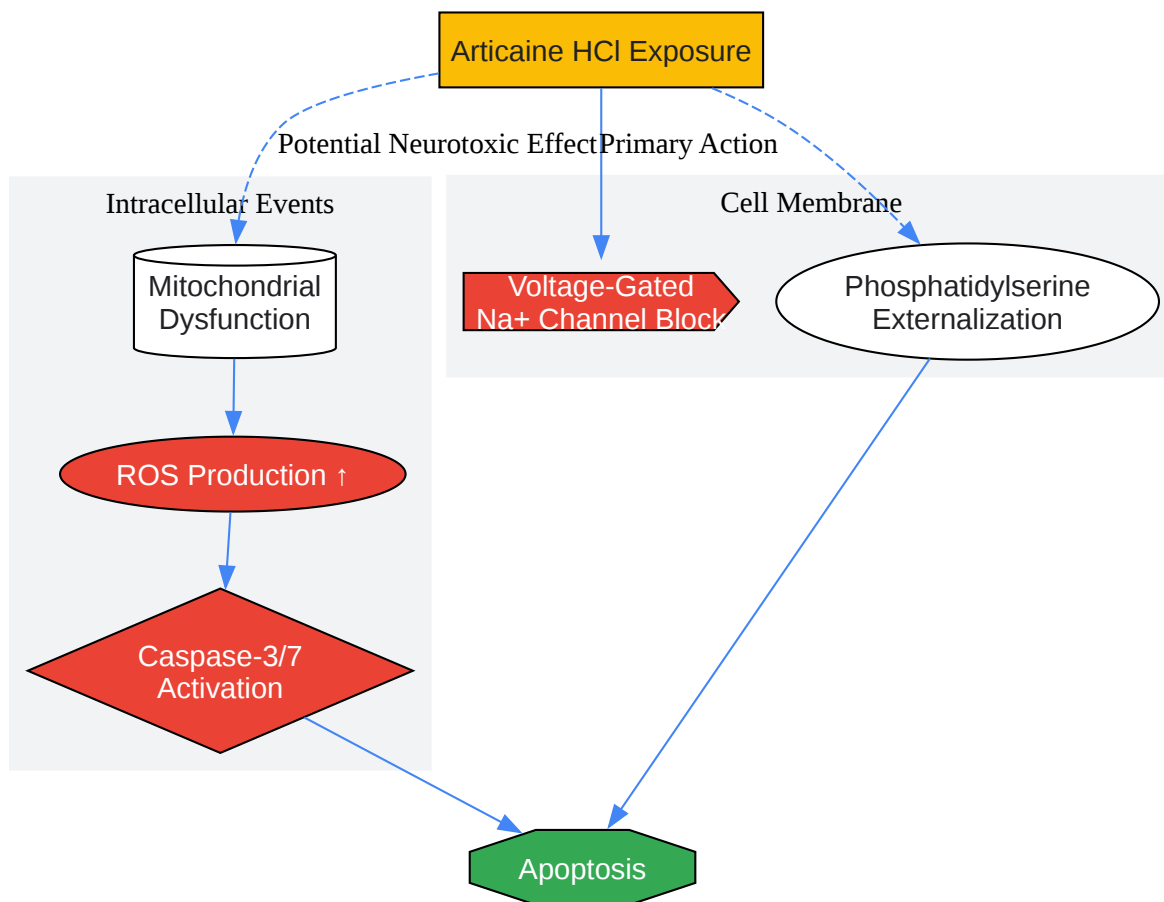 Articaine HCl Exposure
Potential Neurotoxic Effect
Primary Action
Intracellular Events
Cell Membrane
Mitochondrial
Dysfunction
Voltage-Gated
Na+ Channel Block
Phosphatidylserine
Externalization
ROS Production ↑
Caspase-3/7
Activation
Apoptosis